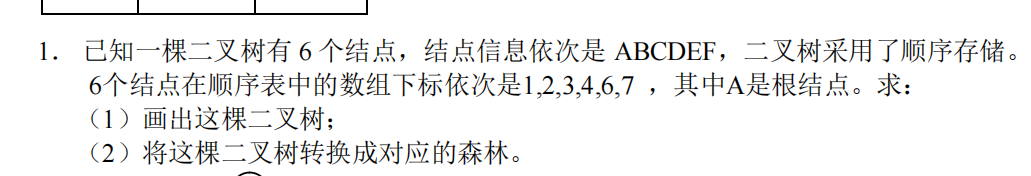 1. 已知一棵二叉树有 6 个结点，结点信息依次是 ABCDEF，二叉树采用了顺序存储。
6个结点在顺序表中的数组下标依次是1,2,3,4,6,7 ，其中A是根结点。求：
（1）画出这棵二叉树；
（2）将这棵二叉树转换成对应的森林。